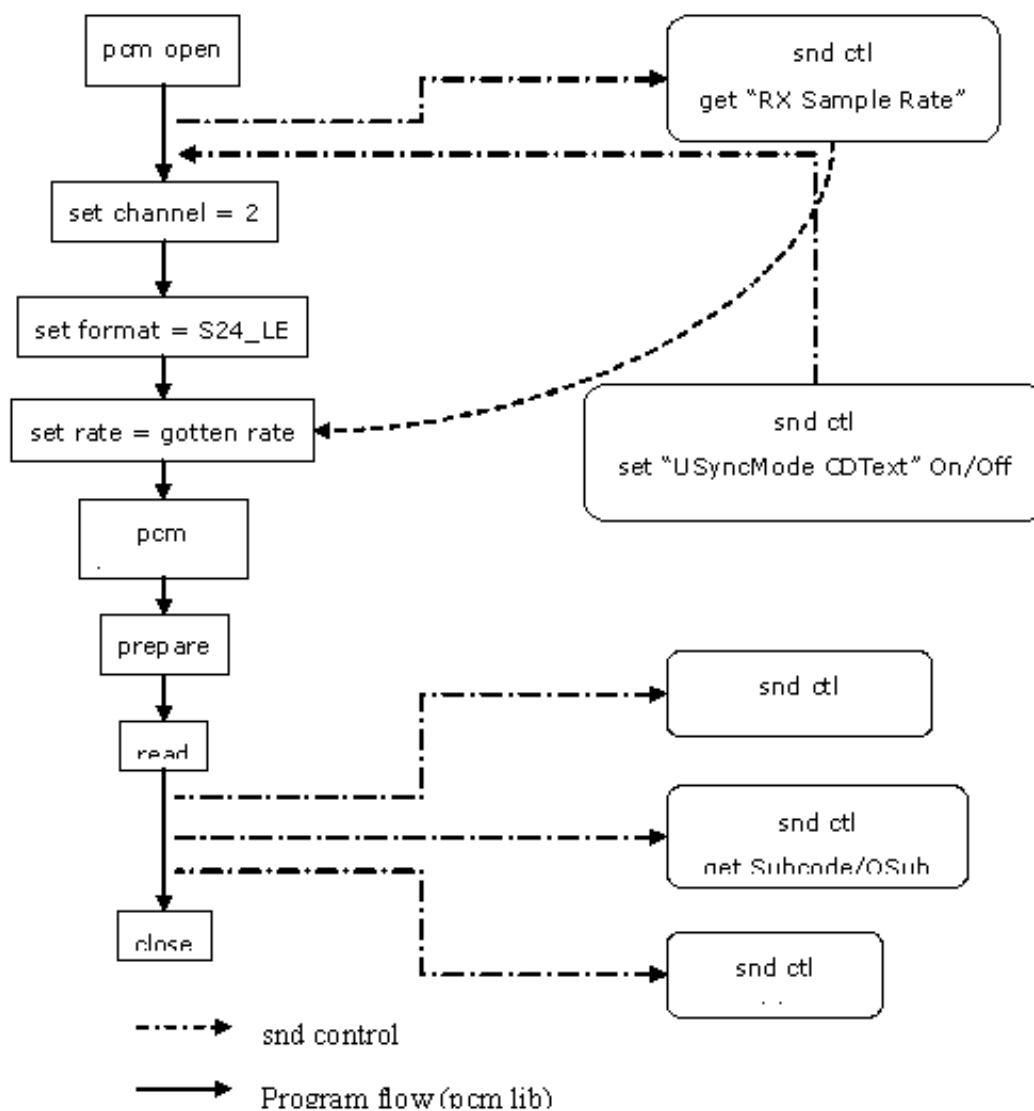 pcm open
snd ctl
get “RX Sample Rate”
set channel = 2
set format = S24_LE
set rate = gotten rate
snd ctl
set “USyncMode CDText” On/Off
pcm
prepare
read
snd ctl
snd ctl
get Subcode/QSub
close
snd ctl
snd control
Program flow (pcm lib)